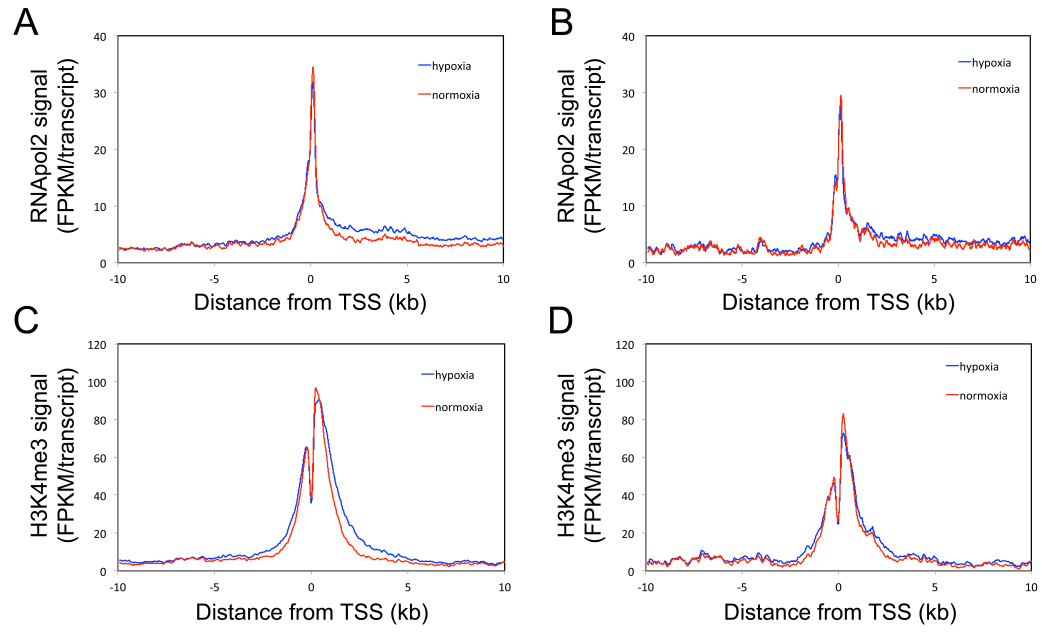 A
RNApol2 signal
(FPKM/transcript)
40
30
20
10
0
-10
-5
0
5
10
hypoxia
normoxia
Distance from TSS (kb)
B
RNApol2 signal
(FPKM/transcript)
40
30
20
10
0
-10
-5
0
5
10
hypoxia
normoxia
Distance from TSS (kb)
C
H3K4me3 signal
(FPKM/transcript)
120
100
80
60
40
20
0
-10
-5
0
5
10
hypoxia
normoxia
Distance from TSS (kb)
D
H3K4me3 signal
(FPKM/transcript)
120
100
80
60
40
20
0
-10
-5
0
5
10
hypoxia
normoxia
Distance from TSS (kb)